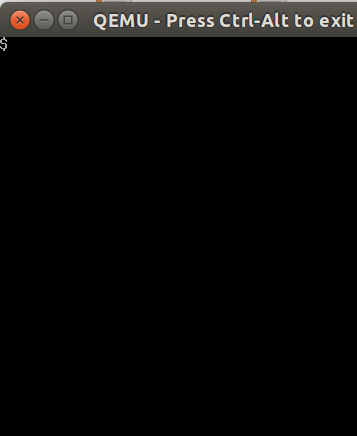 QEMU - Press Ctrl-Alt to exit
$